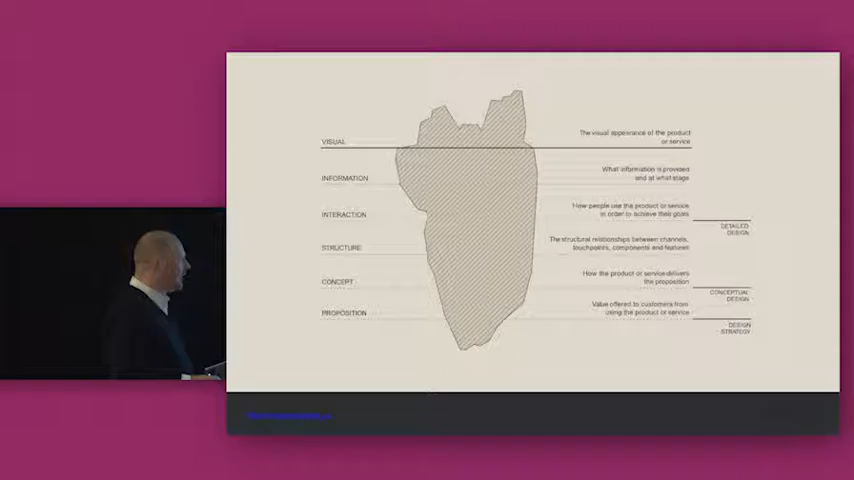 The visual appearance of the product
or service
VISUAL
What information is provided
and at what stage
INFORMATION
How people use the product or service
in order to achieve their goals
INTERACTION
DETAILED
DESIGN
The structural relationships between channels,
touchpoints, components and features
STRUCTURE
How the product or service delivers
the proposition
CONCEPT
CONCEPTUAL
DESIGN
Value offered to customers from
using the product or service
PROPOSITION
DESIGN
STRATEGY